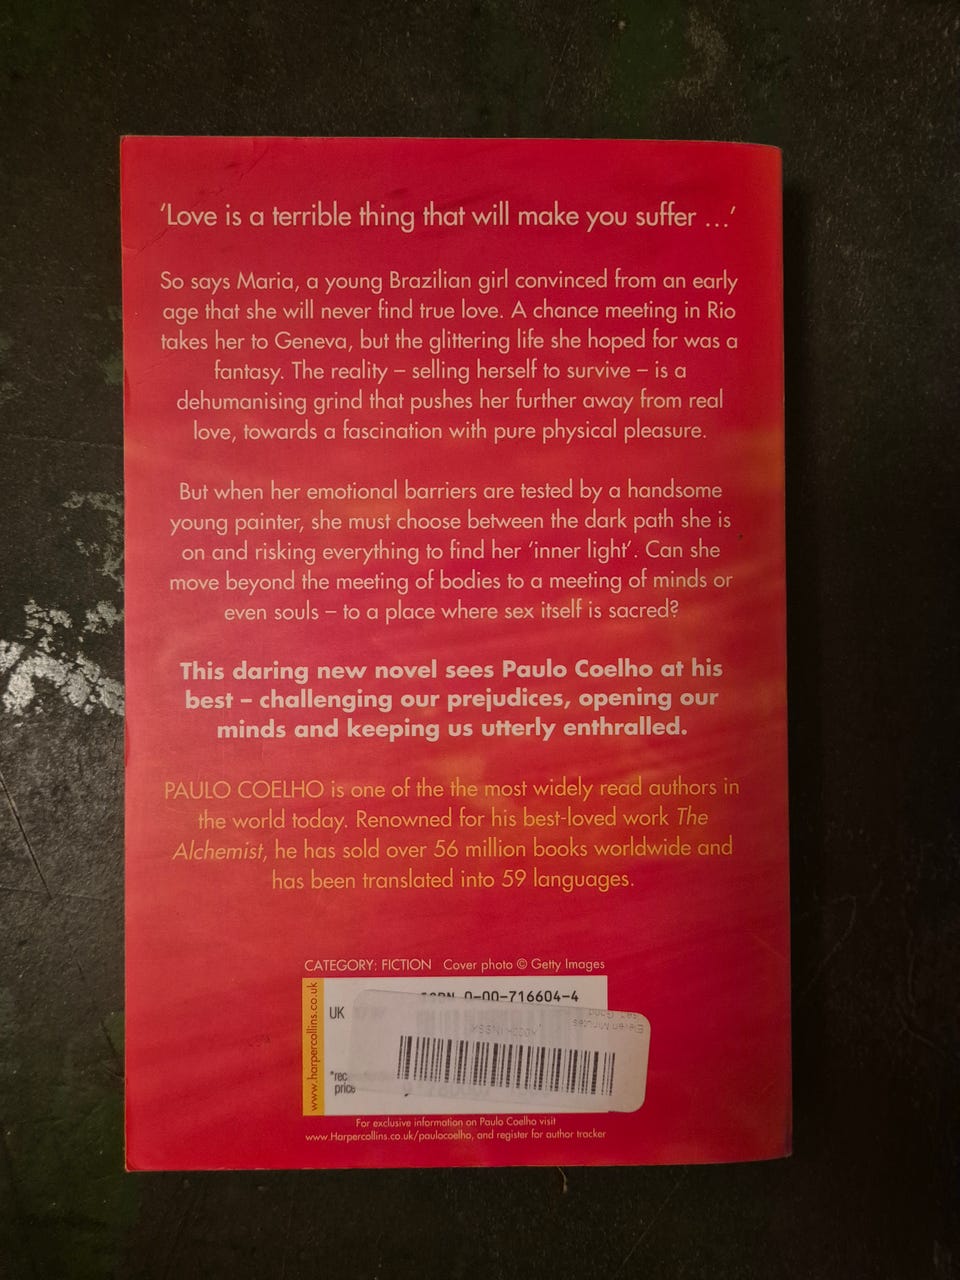 ‘Love is a terrible thing that will make you suffer ...’
So says Maria, a young Brazilian girl convinced from an early
age that she will never find true love. A chance meeting in Rio
takes her to Geneva, but the glittering life she hoped for was a
fantasy. The reality – selling herself to survive – is a
dehumanising grind that pushes her further away from real
love, towards a fascination with pure physical pleasure.
But when her emotional barriers are tested by a handsome
young painter, she must choose between the dark path she is
on and risking everything to find her ‘inner light’. Can she
move beyond the meeting of bodies to a meeting of minds or
even souls – to a place where sex itself is sacred?
This daring new novel sees Paulo Coelho at his
best – challenging our prejudices, opening our
minds and keeping us utterly enthralled.
PAULO COELHO is one of the the most widely read authors in
the world today. Renowned for his best-loved work The
Alchemist, he has sold over 56 million books worldwide and
has been translated into 59 languages.
CATEGORY: FICTION Cover photo © Getty Images
www.harpercollins.co.uk
ISBN 0-00-716604-4
UK
Eleven Minutes
Used, Good
*rec
price
For exclusive information on Paulo Coelho visit
www.Harpercollins.co.uk/paulocoelho, and register for author tracker